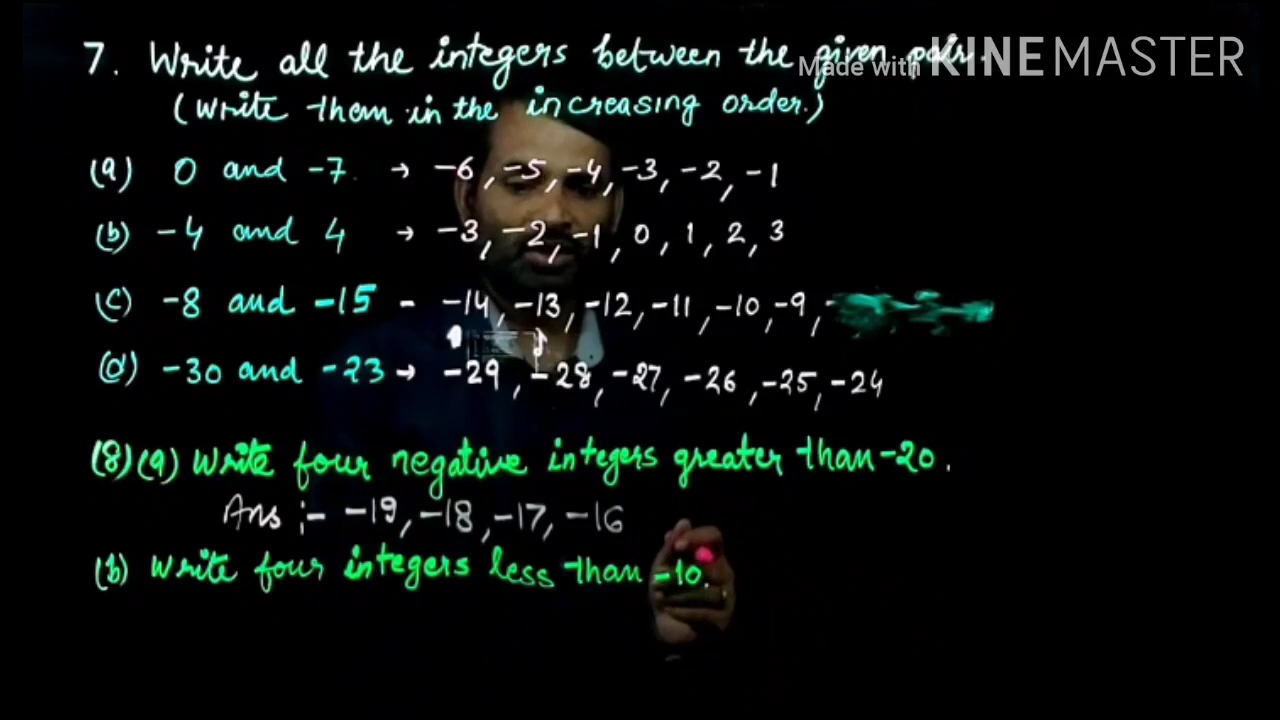 Made with KINEMASTER
7. Write all the integers between the given pair.
(Write them in the increasing order.)
(a) 0 and -7. → -6, -5, -4, -3, -2, -1
(b) -4 and 4 → -3, -2, -1, 0, 1, 2, 3
(c) -8 and -15 - -14, -13, -12, -11, -10, -9,
(d) -30 and -23 → -29, -28, -27, -26, -25, -24
(8)(a) Write four negative integers greater than -20.
Ans :- -19, -18, -17, -16
(b) Write four integers less than -10.